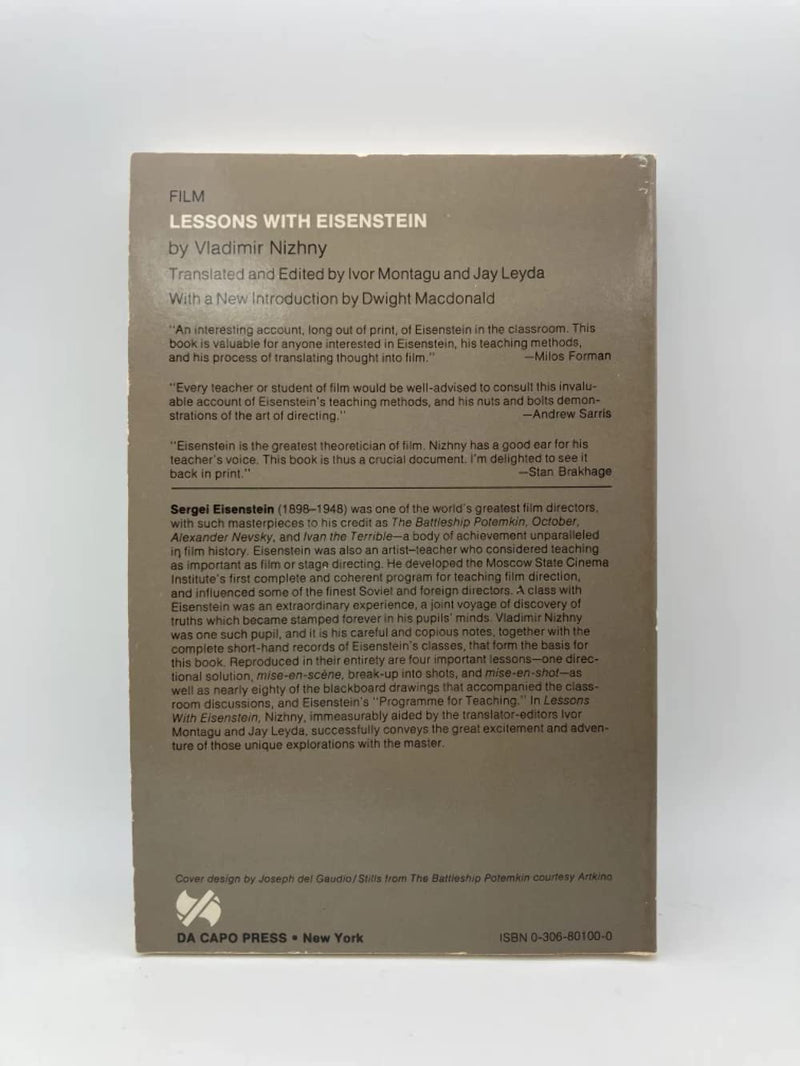 FILM
LESSONS WITH EISENSTEIN
by Vladimir Nizhny
Translated and Edited by Ivor Montagu and Jay Leyda
With a New Introduction by Dwight Macdonald
"An interesting account, long out of print, of Eisenstein in the classroom. This
book is valuable for anyone interested in Eisenstein, his teaching methods,
and his process of translating thought into film." —Milos Forman
"Every teacher or student of film would be well-advised to consult this invalu-
able account of Eisenstein's teaching methods, and his nuts and bolts demon-
strations of the art of directing." —Andrew Sarris
"Eisenstein is the greatest theoretician of film. Nizhny has a good ear for his
teacher's voice. This book is thus a crucial document. I'm delighted to see it
back in print." —Stan Brakhage
Sergei Eisenstein (1898–1948) was one of the world's greatest film directors,
with such masterpieces to his credit as The Battleship Potemkin, October,
Alexander Nevsky, and Ivan the Terrible—a body of achievement unparalleled
in film history. Eisenstein was also an artist–teacher who considered teaching
as important as film or stage directing. He developed the Moscow State Cinema
Institute's first complete and coherent program for teaching film direction,
and influenced some of the finest Soviet and foreign directors. A class with
Eisenstein was an extraordinary experience, a joint voyage of discovery of
truths which became stamped forever in his pupils' minds. Vladimir Nizhny
was one such pupil, and it is his careful and copious notes, together with the
complete short-hand records of Eisenstein's classes, that form the basis for
this book. Reproduced in their entirety are four important lessons—one direc-
tional solution, mise-en-scène, break-up into shots, and mise-en-shot—as
well as nearly eighty of the blackboard drawings that accompanied the class-
room discussions, and Eisenstein's "Programme for Teaching." In Lessons
With Eisenstein, Nizhny, immeasurably aided by the translator-editors Ivor
Montagu and Jay Leyda, successfully conveys the great excitement and adven-
ture of those unique explorations with the master.
Cover design by Joseph del Gaudio/Stills from The Battleship Potemkin courtesy Artkino
DA CAPO PRESS • New York
ISBN 0-306-80100-0